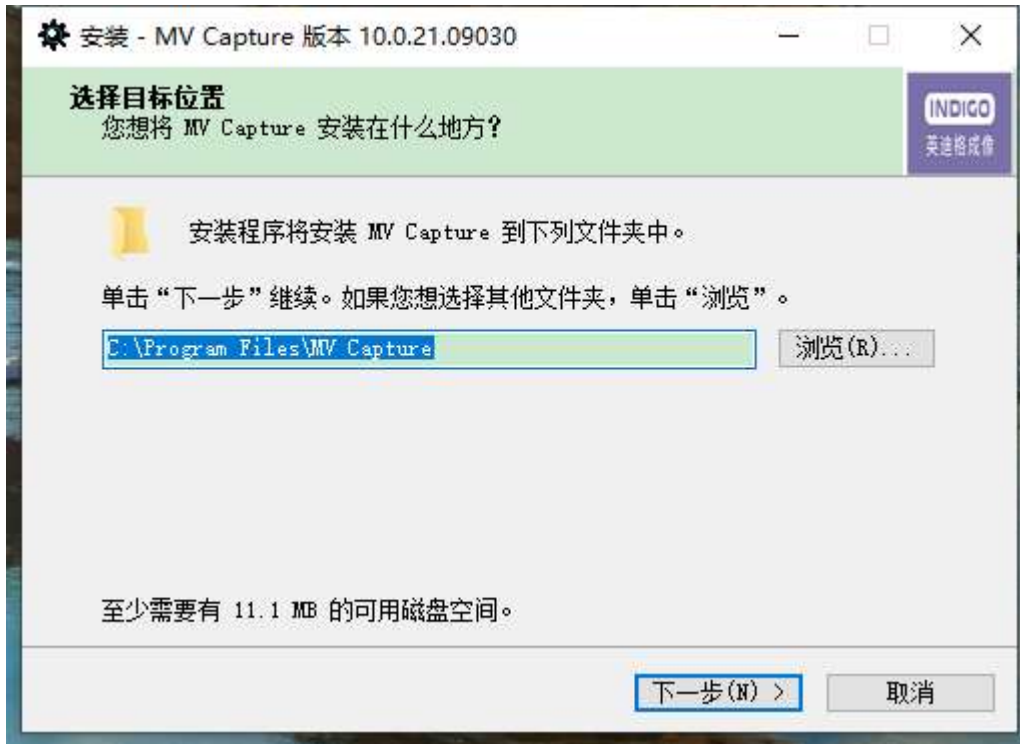 安装 - MV Capture 版本 10.0.21.09030
选择目标位置
您想将 MV Capture 安装在什么地方？
INDIGO
英迪格成像
安装程序将安装 MV Capture 到下列文件夹中。
单击“下一步”继续。如果您想选择其他文件夹，单击“浏览”。
C:\Program Files\MV Capture
浏览(R)...
至少需要有 11.1 MB 的可用磁盘空间。
下一步(N) >
取消